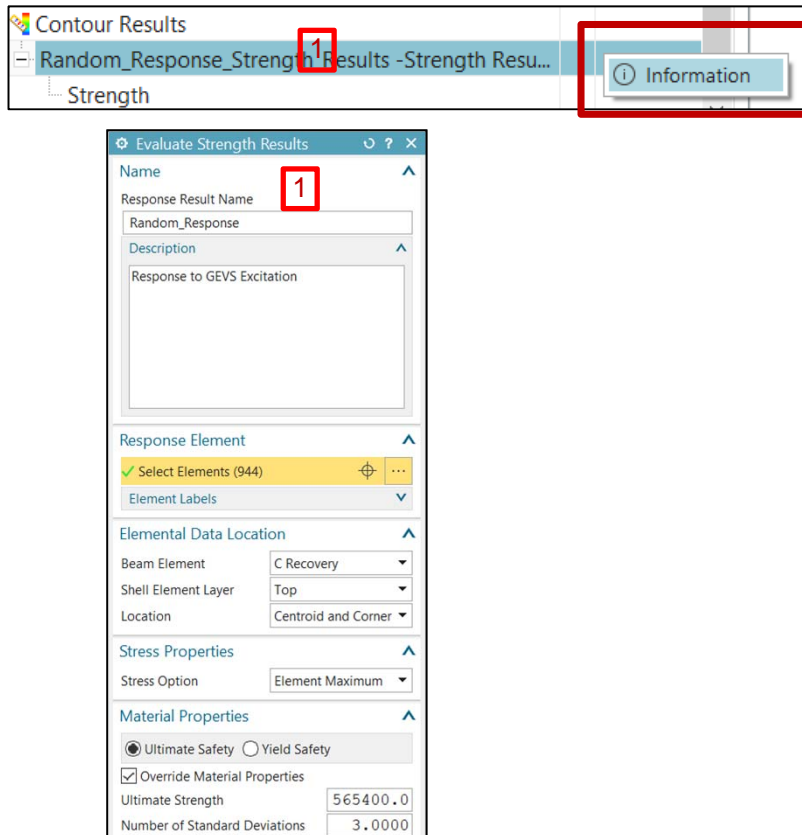 Contour Results
Random_Response_Strength Results -Strength Resu...
1
Information
Strength
Evaluate Strength Results
Name
1
Response Result Name
Random_Response
Description
Response to GEVS Excitation
Response Element
Select Elements (944)
Element Labels
Elemental Data Location
Beam Element C Recovery
Shell Element Layer Top
Location Centroid and Corner
Stress Properties
Stress Option Element Maximum
Material Properties
Ultimate Safety Yield Safety
Override Material Properties
Ultimate Strength 565400.0
Number of Standard Deviations 3.0000